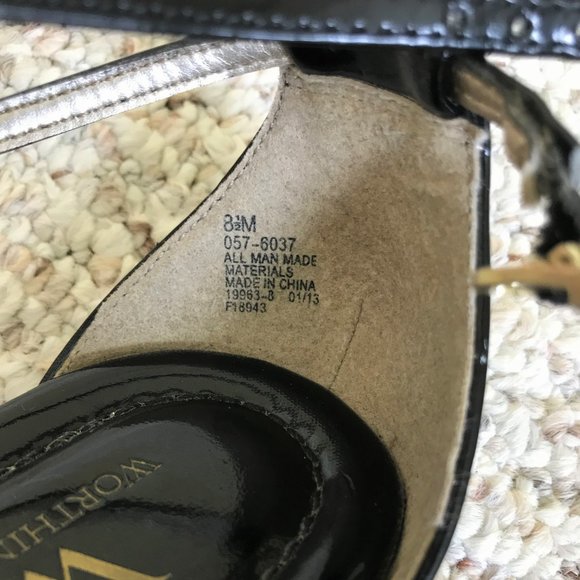 8½M
057-6037
ALL MAN MADE
MATERIALS
MADE IN CHINA
19963-8 01/13
F18943
W
WORTHIN